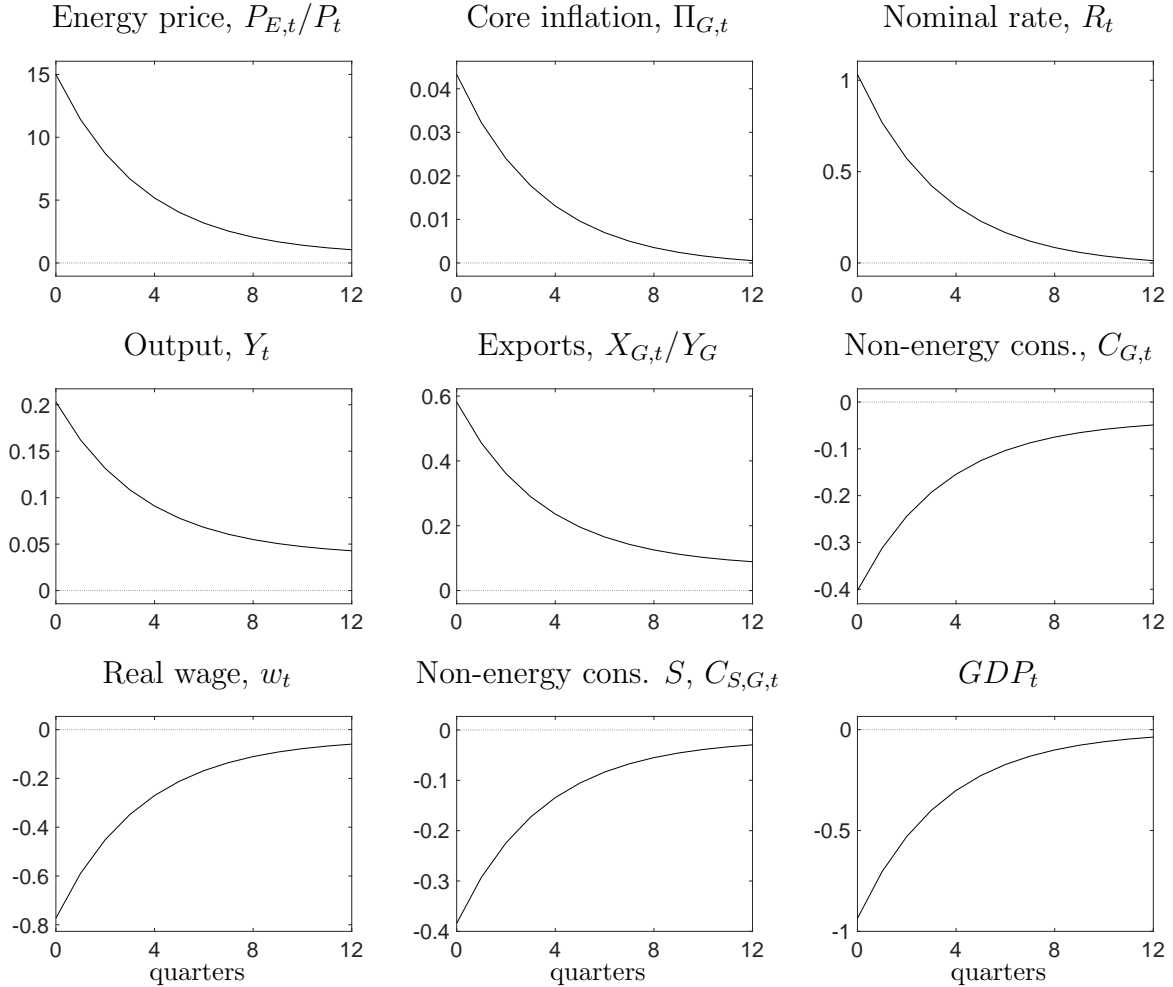 Energy price, $P_{E,t}/P_t$
Core inflation, $\Pi_{G,t}$
Nominal rate, $R_t$
15
10
5
0
0 4 8 12
0.04
0.03
0.02
0.01
0
0 4 8 12
1
0.5
0
0 4 8 12
Output, $Y_t$
Exports, $X_{G,t}/Y_G$
Non-energy cons., $C_{G,t}$
0.2
0.15
0.1
0.05
0
0 4 8 12
0.6
0.4
0.2
0
0 4 8 12
0
-0.1
-0.2
-0.3
-0.4
0 4 8 12
Real wage, $w_t$
Non-energy cons. $S$, $C_{S,G,t}$
$GDP_t$
0
-0.2
-0.4
-0.6
-0.8
0 4 8 12
quarters
0
-0.1
-0.2
-0.3
-0.4
0 4 8 12
quarters
0
-0.5
-1
0 4 8 12
quarters